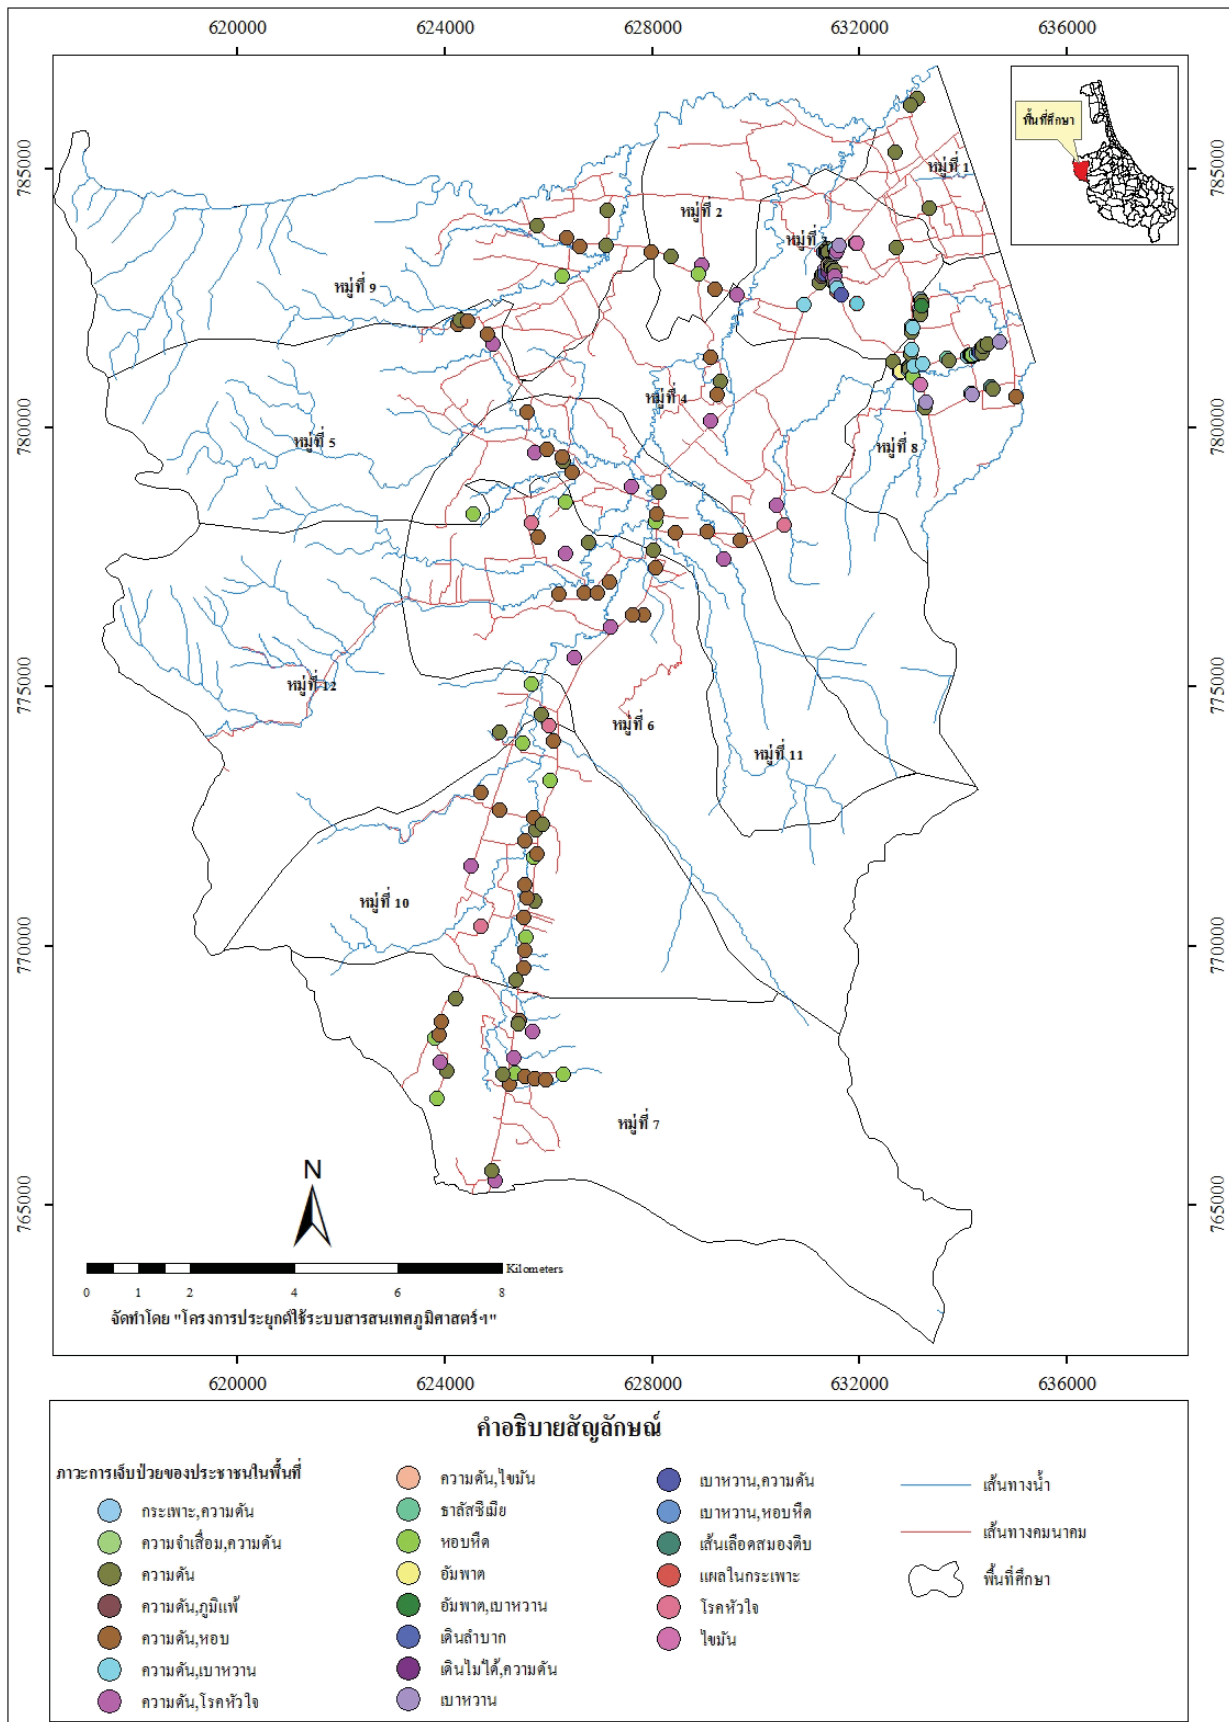 620000 624000 628000 632000 636000
พื้นที่ศึกษา
785000 785000
หมู่ที่ 1
หมู่ที่ 2
หมู่ที่ 3
หมู่ที่ 9
หมู่ที่ 4
780000 780000
หมู่ที่ 5
หมู่ที่ 8
775000 775000
หมู่ที่ 12
หมู่ที่ 6
หมู่ที่ 11
หมู่ที่ 10
770000 770000
หมู่ที่ 7
N
765000 765000
Kilometers
0 1 2 4 6 8
จัดทำโดย "โครงการประยุกต์ใช้ระบบสารสนเทศภูมิศาสตร์ฯ"
620000 624000 628000 632000 636000
คำอธิบายสัญลักษณ์
ภาวะการเจ็บป่วยของประชาชนในพื้นที่
กระเพาะ,ความดัน
ความจำเสื่อม,ความดัน
ความดัน
ความดัน,ภูมิแพ้
ความดัน,หอบ
ความดัน,เบาหวาน
ความดัน,โรคหัวใจ
ความดัน,ไขมัน
ธาลัสซีเมีย
หอบหืด
อัมพาต
อัมพาต,เบาหวาน
เดินลำบาก
เดินไม่ได้,ความดัน
เบาหวาน
เบาหวาน,ความดัน
เบาหวาน,หอบหืด
เส้นเลือดสมองตีบ
แผลในกระเพาะ
โรคหัวใจ
ไขมัน
เส้นทางน้ำ
เส้นทางคมนาคม
พื้นที่ศึกษา